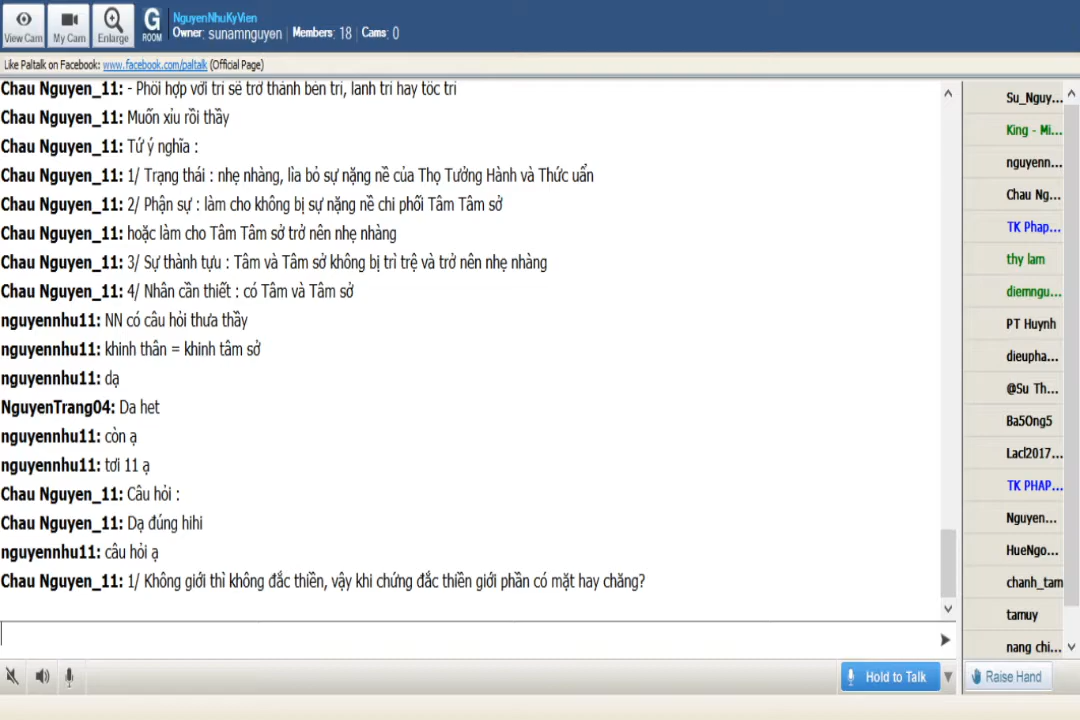 View Cam
My Cam
Enlarge
G
ROOM
NguyenNhuKyVien
Owner: sunamnguyen | Members: 18 | Cams: 0
Like Paltalk on Facebook: www.facebook.com/paltalk (Official Page)
Chau Nguyen_11: - Phối hợp với trí sẽ trở thành bén trí, lanh trí hay tốc trí
Chau Nguyen_11: Muốn xỉu rồi thầy
Chau Nguyen_11: Tứ ý nghĩa :
Chau Nguyen_11: 1/ Trạng thái : nhẹ nhàng, lìa bỏ sự nặng nề của Thọ Tưởng Hành và Thức uẩn
Chau Nguyen_11: 2/ Phận sự : làm cho không bị sự nặng nề chi phối Tâm Tâm sở
Chau Nguyen_11: hoặc làm cho Tâm Tâm sở trở nên nhẹ nhàng
Chau Nguyen_11: 3/ Sự thành tựu : Tâm và Tâm sở không bị trì trệ và trở nên nhẹ nhàng
Chau Nguyen_11: 4/ Nhân cần thiết : có Tâm và Tâm sở
nguyennhu11: NN có câu hỏi thưa thầy
nguyennhu11: khinh thân = khinh tâm sở
nguyennhu11: dạ
NguyenTrang04: Da het
nguyennhu11: còn ạ
nguyennhu11: tới 11 ạ
Chau Nguyen_11: Câu hỏi :
Chau Nguyen_11: Dạ đúng hihi
nguyennhu11: câu hỏi ạ
Chau Nguyen_11: 1/ Không giới thì không đắc thiền, vậy khi chứng đắc thiền giới phần có mặt hay chăng?
Su_Nguy...
King - Mi...
nguyenn...
Chau Ng...
TK Phap...
thy lam
diemngu...
PT Huynh
dieupha...
@Su Th...
Ba5Ong5
Lacl2017...
TK PHAP...
Nguyen...
HueNgo...
chanh_tam
tamuy
nang chi...
Hold to Talk
Raise Hand